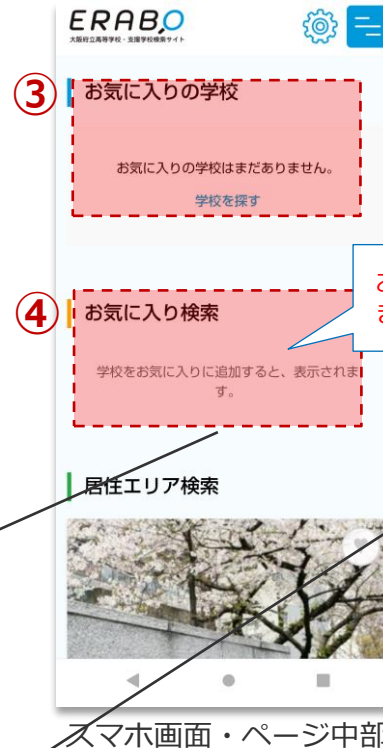 ERABO
大阪府立高等学校・支援学校検索サイト
③
お気に入りの学校
お気に入りの学校はまだありません。
学校を探す
④
お気に入り検索
学校をお気に入りに追加すると、表示されま
す。
居住エリア検索
スマホ画面・ページ中部